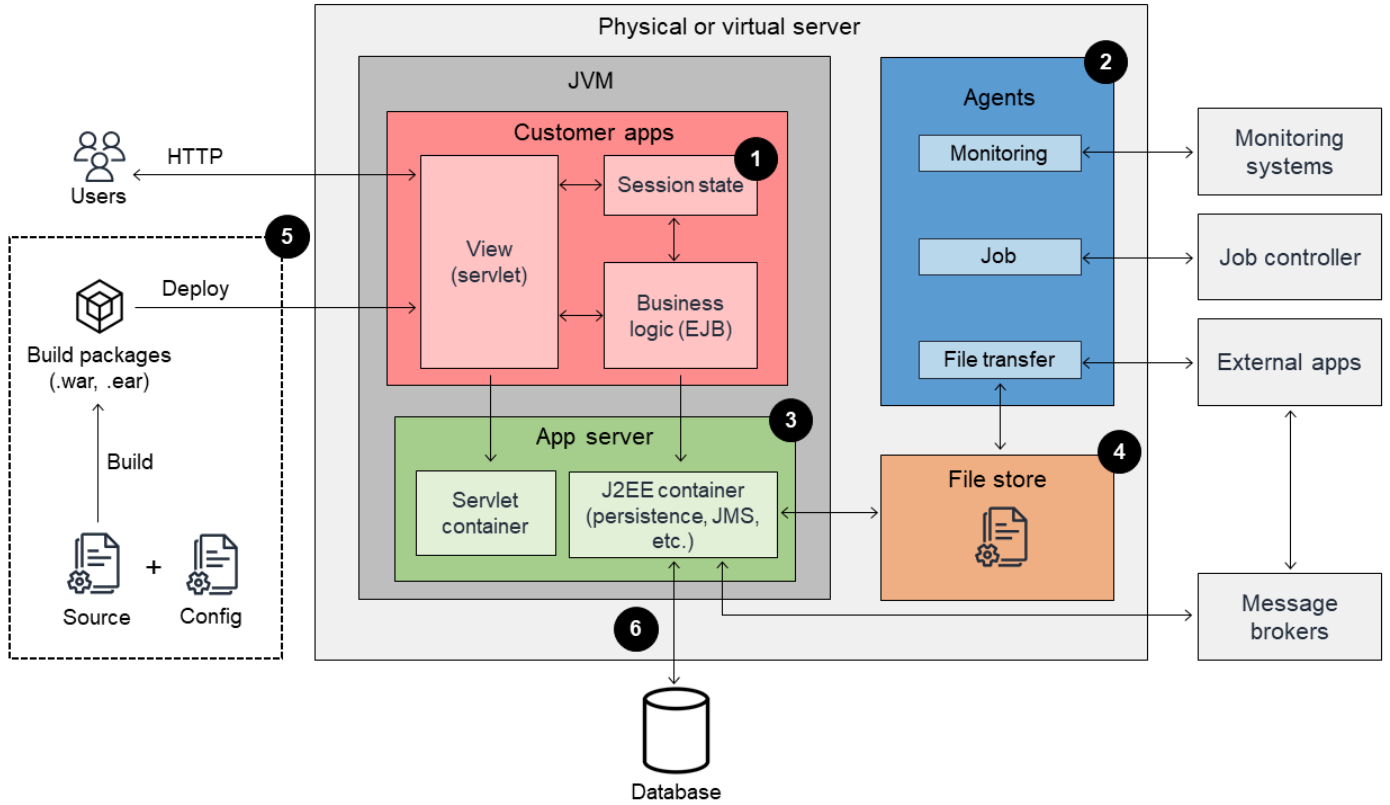 Physical or virtual server
JVM
Customer apps
1
Session state
View
(servlet)
Business
logic (EJB)
2
Agents
Monitoring
Job
File transfer
Monitoring
systems
Job controller
External apps
Message
brokers
HTTP
Users
5
Deploy
Build packages
(.war, .ear)
Build
+
Source
Config
3
App server
Servlet
container
J2EE container
(persistence, JMS,
etc.)
4
File store
6
Database